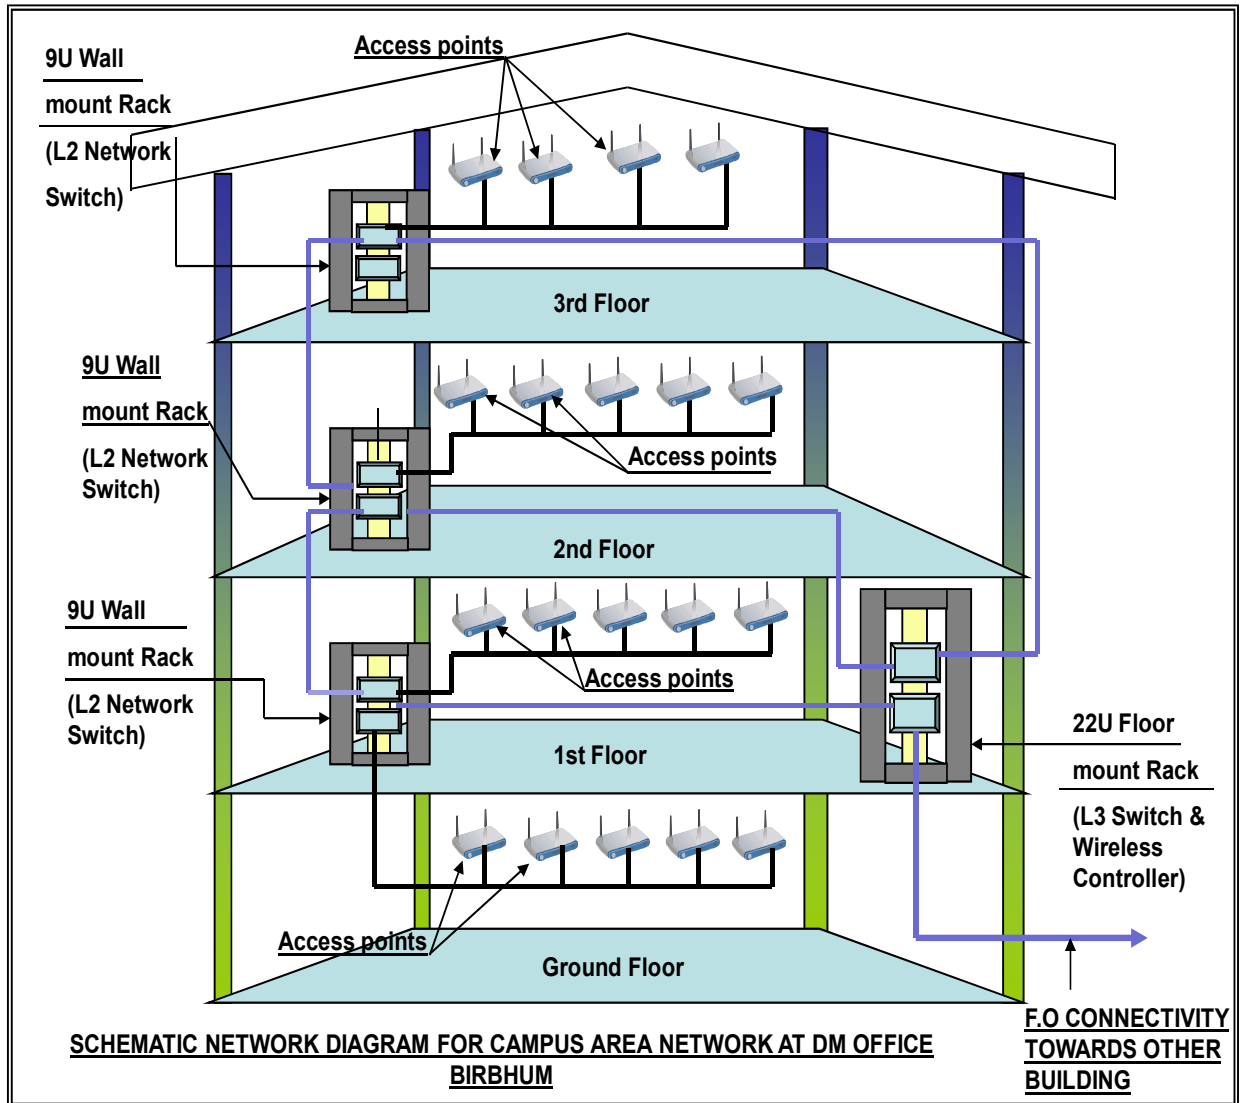 Access points
9U Wall
mount Rack
(L2 Network
Switch)
3rd Floor
9U Wall
mount Rack
(L2 Network
Switch)
Access points
2nd Floor
9U Wall
mount Rack
(L2 Network
Switch)
Access points
1st Floor
22U Floor
mount Rack
(L3 Switch &
Wireless
Controller)
Access points
Ground Floor
F.O CONNECTIVITY
TOWARDS OTHER
BUILDING
SCHEMATIC NETWORK DIAGRAM FOR CAMPUS AREA NETWORK AT DM OFFICE
BIRBHUM